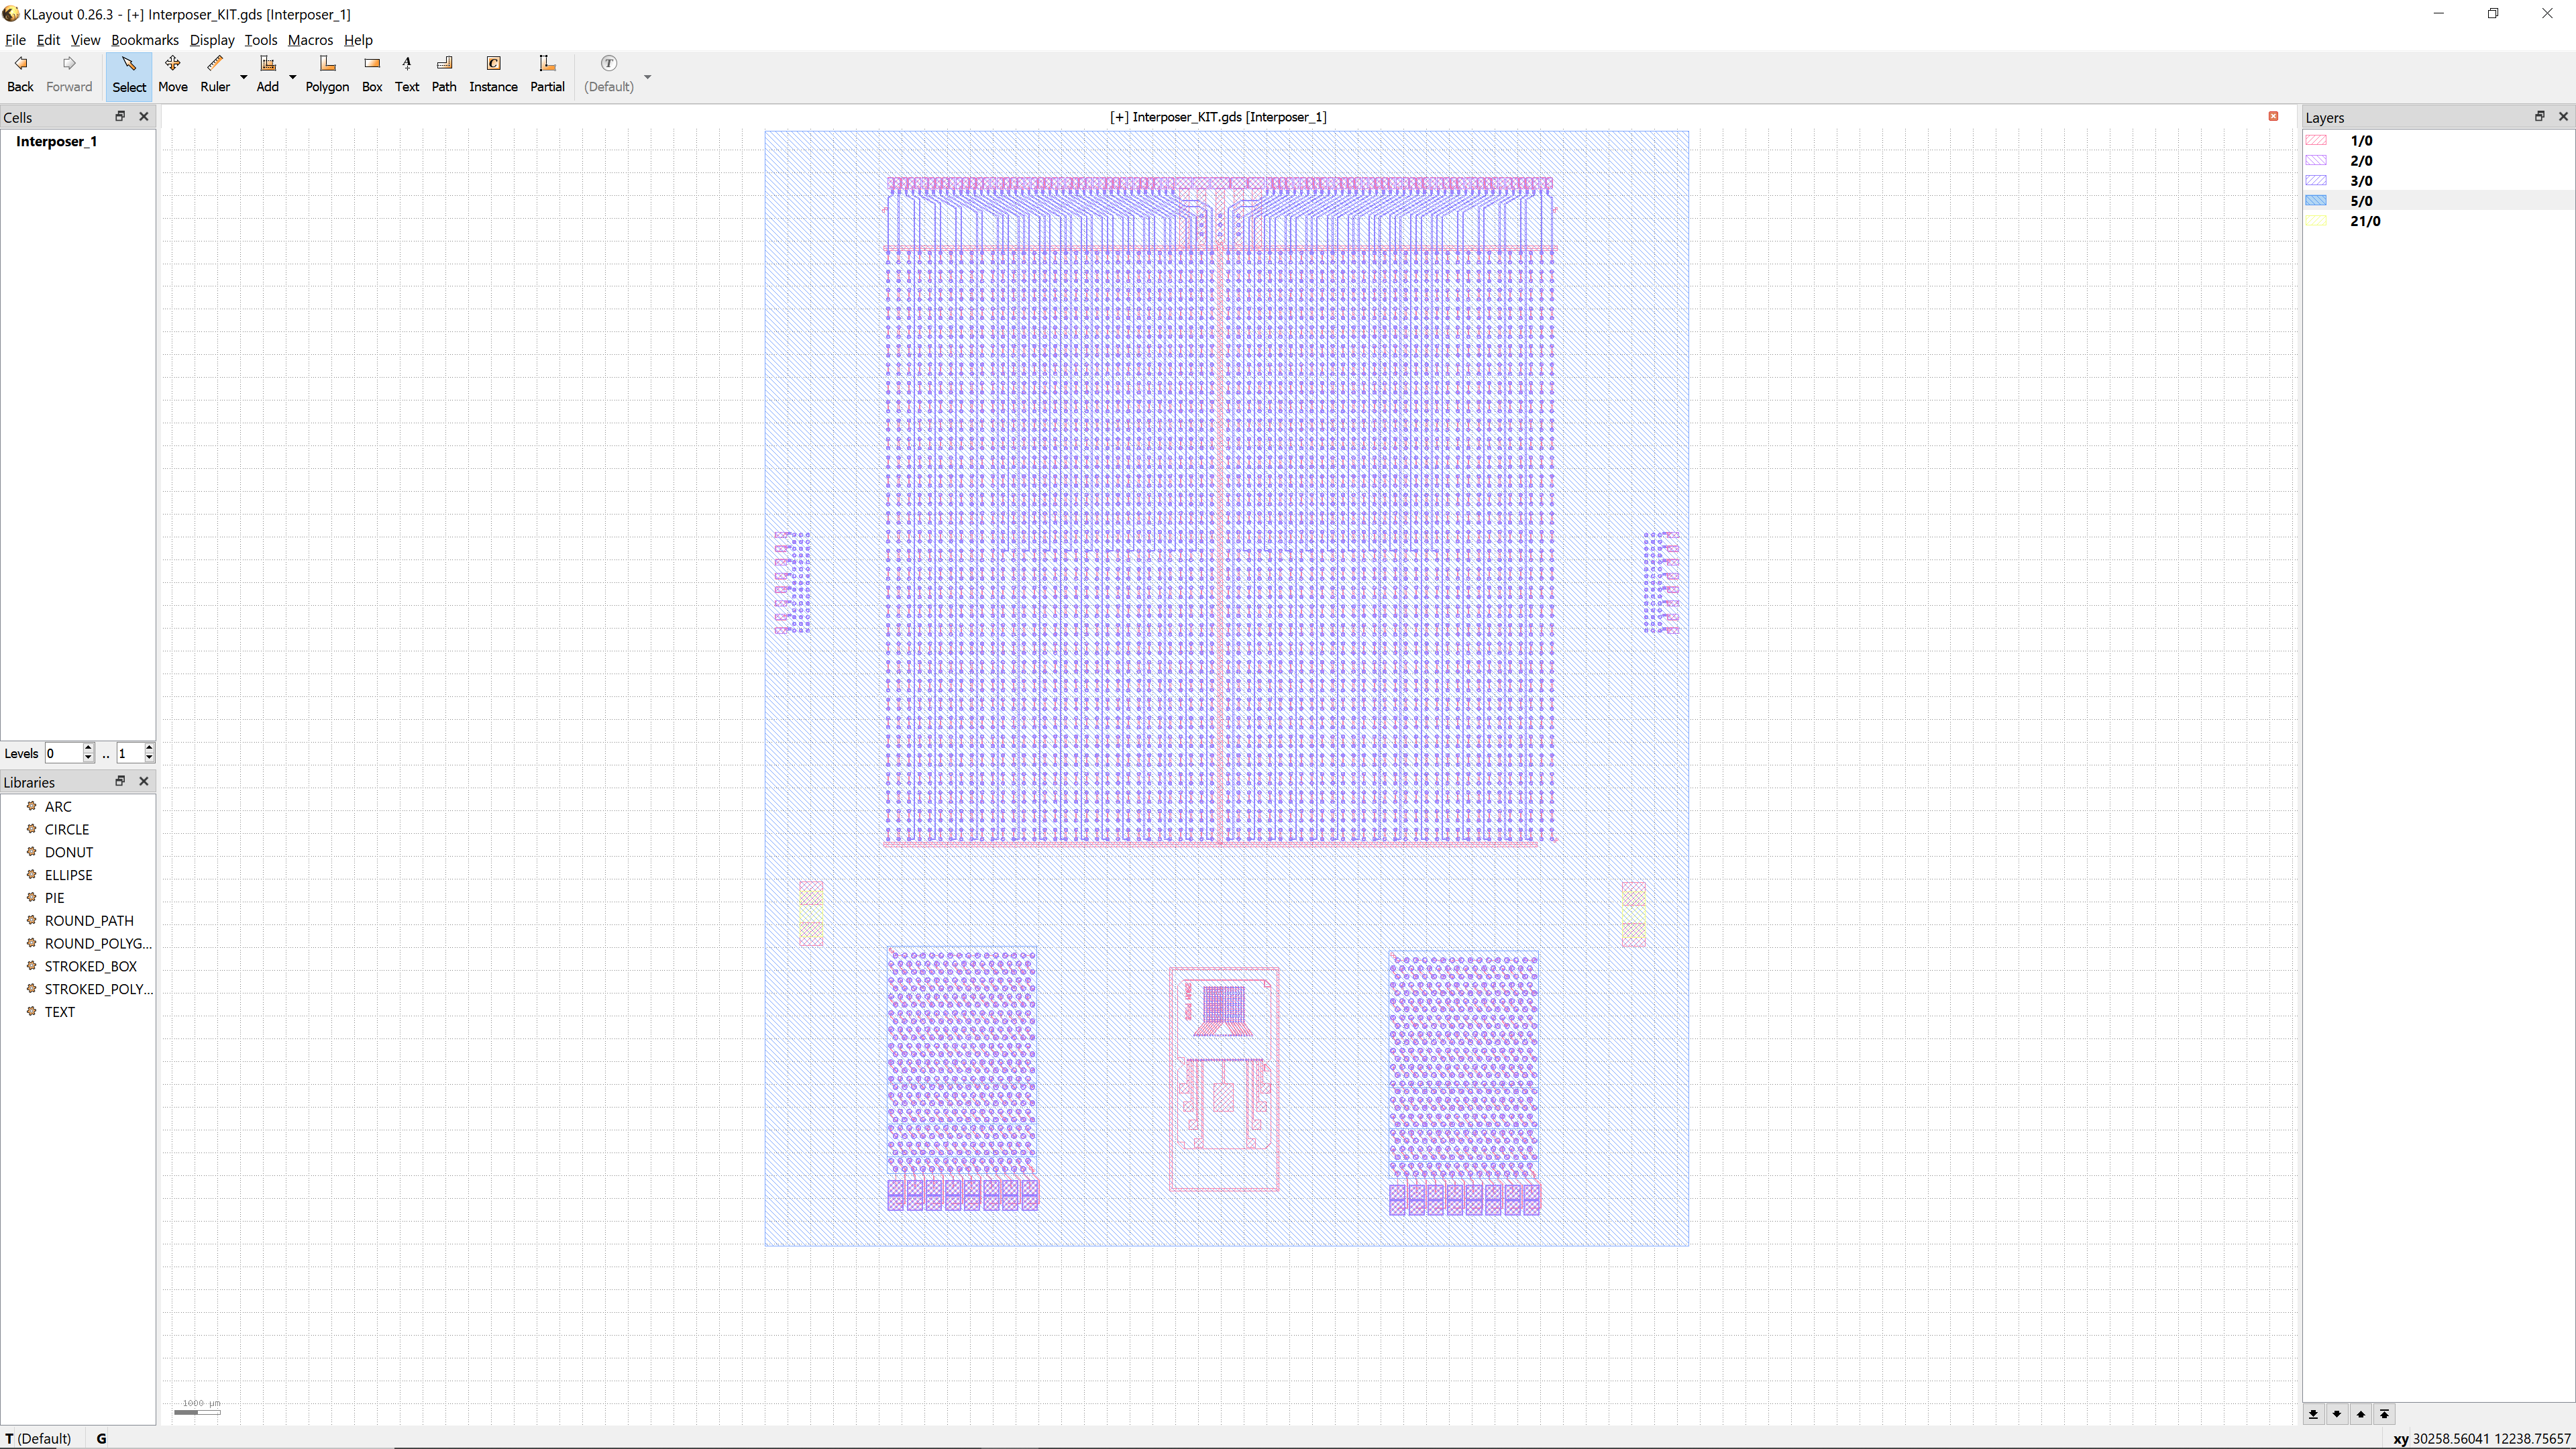 KLayout 0.26.3 - [+] Interposer_KIT.gds [Interposer_1]
File Edit View Bookmarks Display Tools Macros Help
Back Forward Select Move Ruler Add Polygon Box Text Path Instance Partial (Default)
Cells
[+] Interposer_KIT.gds [Interposer_1]
Layers
Interposer_1
1/0
2/0
3/0
5/0
21/0
Levels 0 .. 1
Libraries
ARC
CIRCLE
DONUT
ELLIPSE
PIE
ROUND_PATH
ROUND_POLYG...
STROKED_BOX
STROKED_POLY...
TEXT
1000 µm
T (Default) G
xy 30258.56041 12238.75657